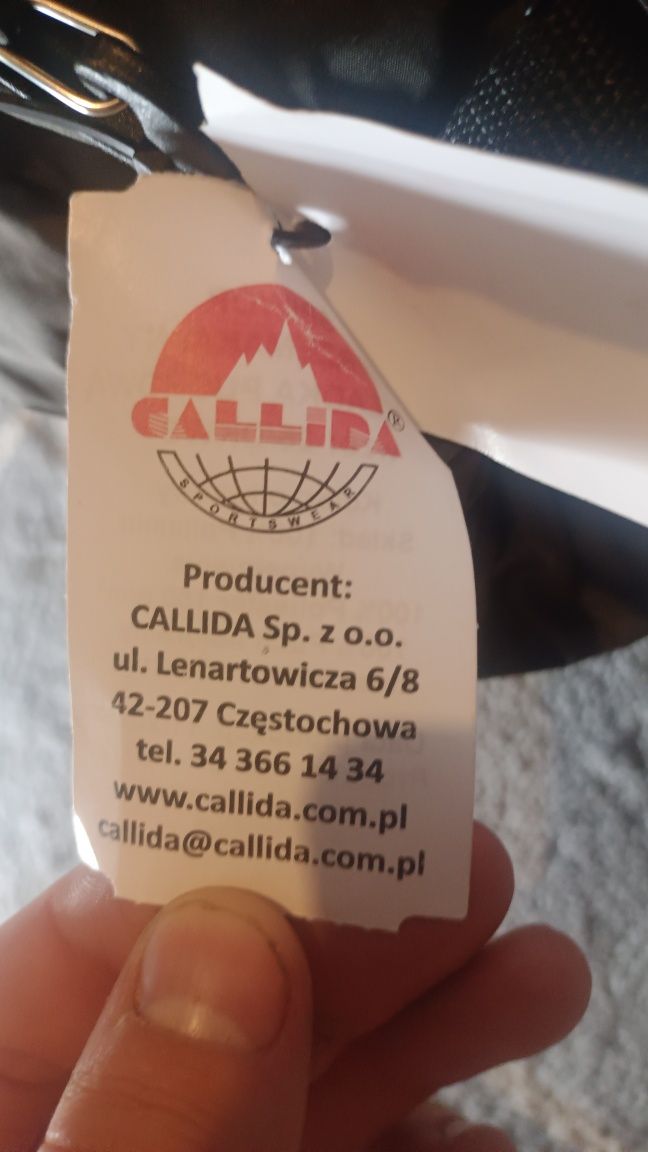 CALLIDA®
SPORTSWEAR
Producent:
CALLIDA Sp. z o.o.
ul. Lenartowicza 6/8
42-207 Częstochowa
tel. 34 366 14 34
www.callida.com.pl
callida@callida.com.pl